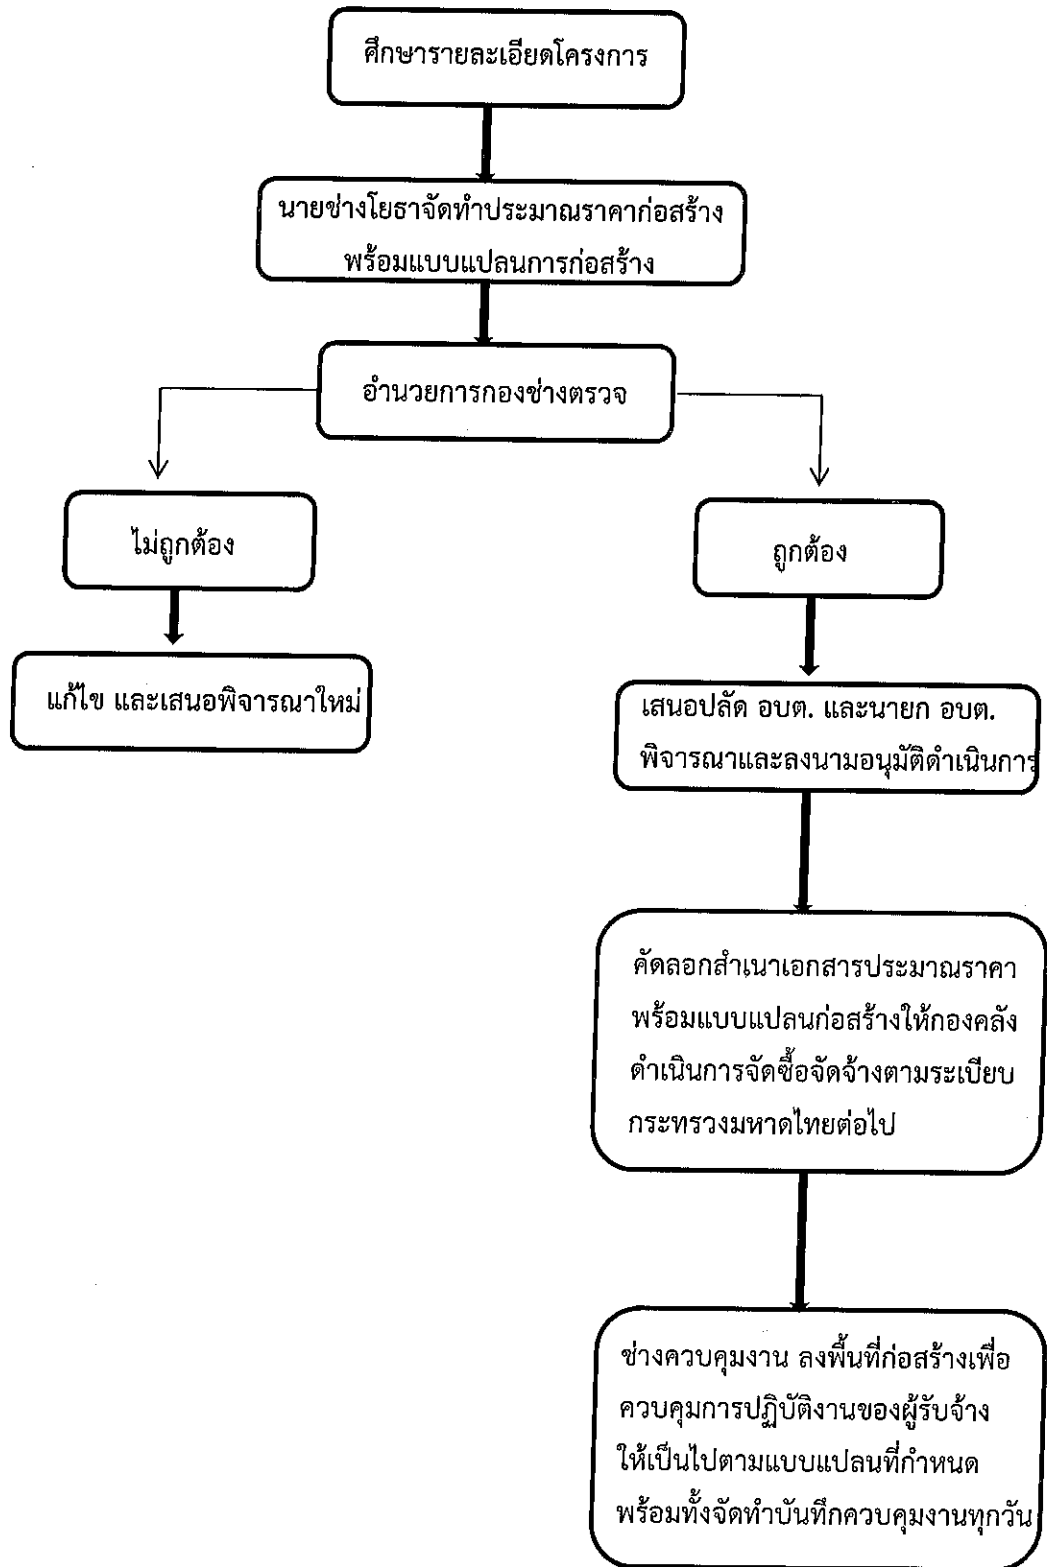 ศึกษารายละเอียดโครงการ
นายช่างโยธาจัดทำประมาณราคาก่อสร้าง
พร้อมแบบแปลนการก่อสร้าง
อำนวยการกองช่างตรวจ
ไม่ถูกต้อง
แก้ไข และเสนอพิจารณาใหม่
ถูกต้อง
เสนอปลัด อบต. และนายก อบต.
พิจารณาและลงนามอนุมัติดำเนินการ
คัดลอกสำเนาเอกสารประมาณราคา
พร้อมแบบแปลนก่อสร้างให้กองคลัง
ดำเนินการจัดซื้อจัดจ้างตามระเบียบ
กระทรวงมหาดไทยต่อไป
ช่างควบคุมงาน ลงพื้นที่ก่อสร้างเพื่อ
ควบคุมการปฏิบัติงานของผู้รับจ้าง
ให้เป็นไปตามแบบแปลนที่กำหนด
พร้อมทั้งจัดทำบันทึกควบคุมงานทุกวัน